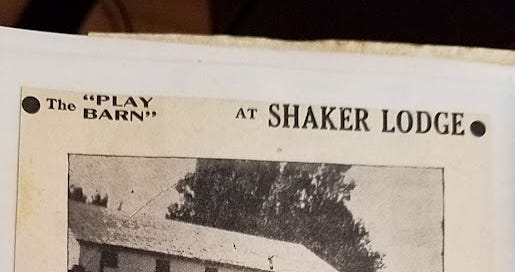 The "PLAY BARN" AT SHAKER LODGE